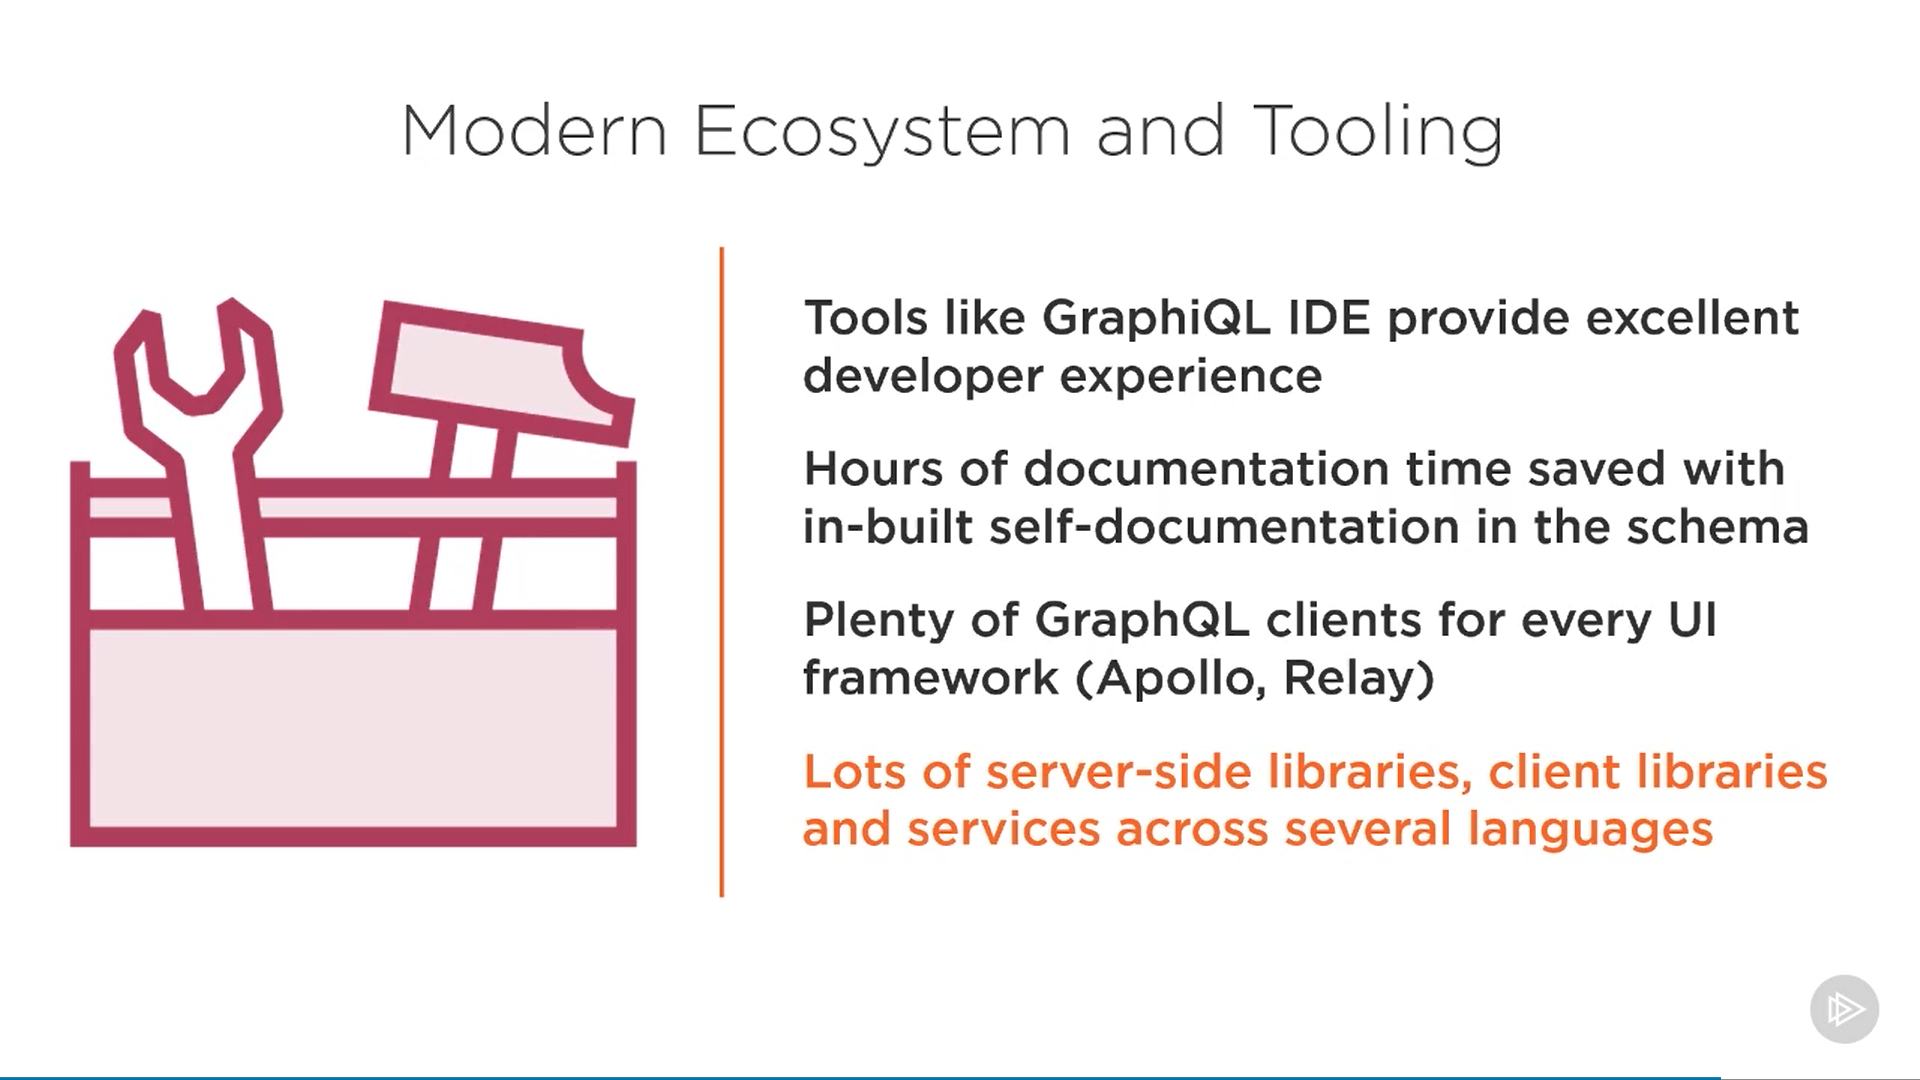 Modern Ecosystem and Tooling
Tools like GraphiQL IDE provide excellent
developer experience
Hours of documentation time saved with
in-built self-documentation in the schema
Plenty of GraphQL clients for every UI
framework (Apollo, Relay)
Lots of server-side libraries, client libraries
and services across several languages